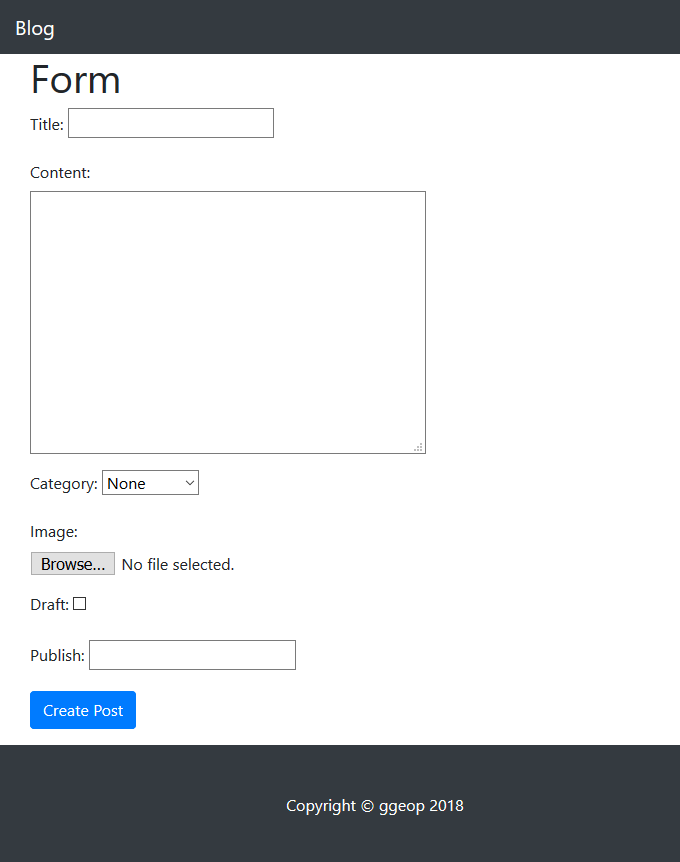 Blog
Form
Title:
Content:
Category: None
Image:
Browse... No file selected.
Draft:
Publish:
Create Post
Copyright © ggeop 2018